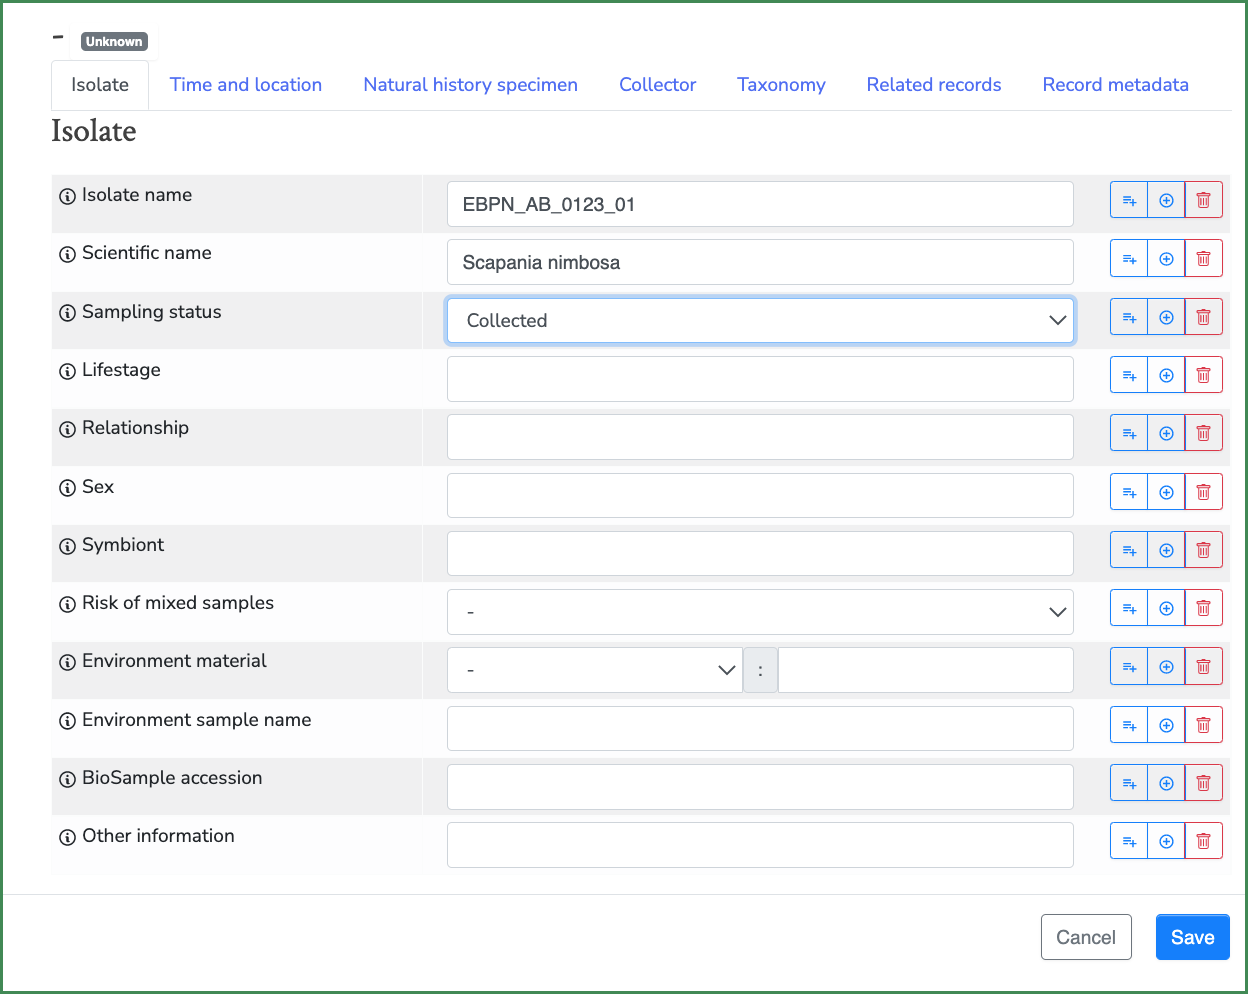 -
Unknown
Isolate
Time and location
Natural history specimen
Collector
Taxonomy
Related records
Record metadata
Isolate
Isolate name
EBPN_AB_0123_01
Scientific name
Scapania nimbosa
Sampling status
Collected
Lifestage
Relationship
Sex
Symbiont
Risk of mixed samples
-
Environment material
-
:
Environment sample name
BioSample accession
Other information
Cancel
Save